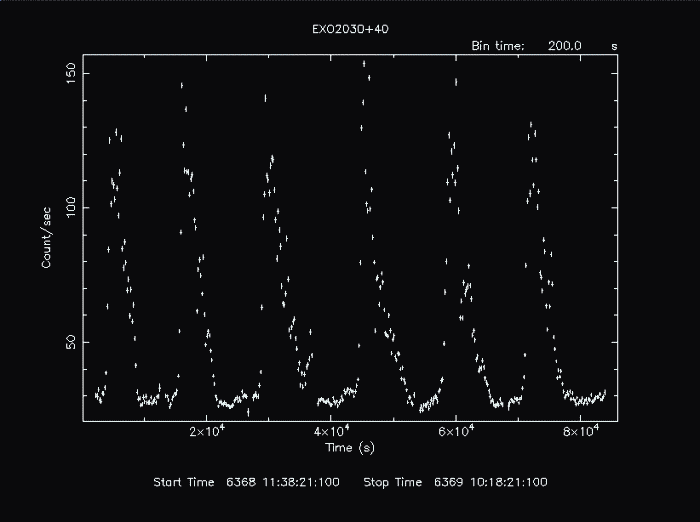 EXO2030+40
Bin time: 200.0 s
150
100
50
Count/sec
2×10⁴ 4×10⁴ 6×10⁴ 8×10⁴
Time (s)
Start Time 6368 11:38:21:100 Stop Time 6369 10:18:21:100